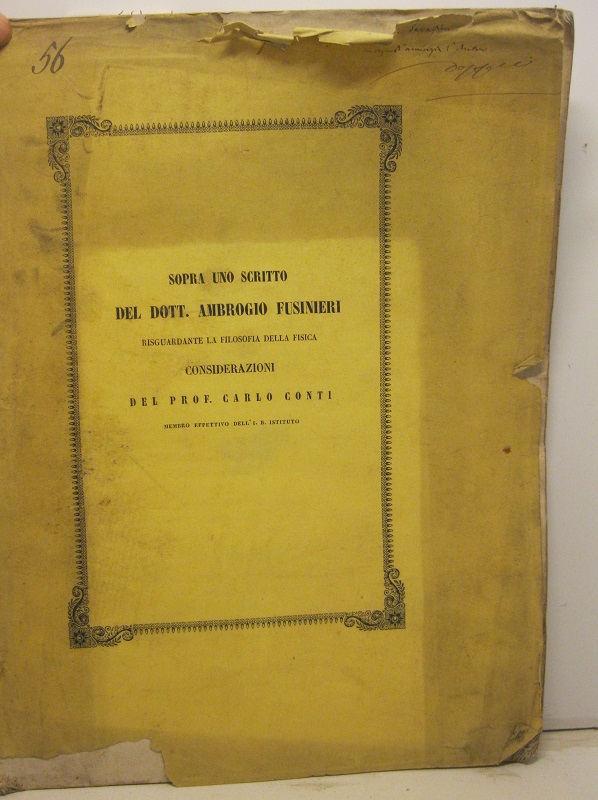 56
SOPRA UNO SCRITTO
DEL DOTT. AMBROGIO FUSINIERI
RISGUARDANTE LA FILOSOFIA DELLA FISICA
CONSIDERAZIONI
DEL PROF. CARLO CONTI
MEMBRO EFFETTIVO DELL' I. R. ISTITUTO